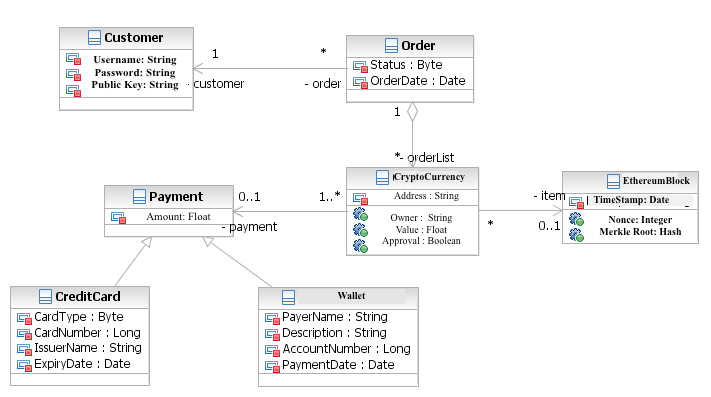 Customer
Username: String
Password: String
Public Key: String
1
*
- customer
- order
Order
Status : Byte
OrderDate : Date
1
*- orderList
CryptoCurrency
Address : String
Owner : String
Value : Float
Approval : Boolean
- item
0..1
*
EthereumBlock
TimeStamp: Date
Nonce: Integer
Merkle Root: Hash
Payment
Amount: Float
0..1
1..*
- payment
CreditCard
CardType : Byte
CardNumber : Long
IssuerName : String
ExpiryDate : Date
Wallet
PayerName : String
Description : String
AccountNumber : Long
PaymentDate : Date